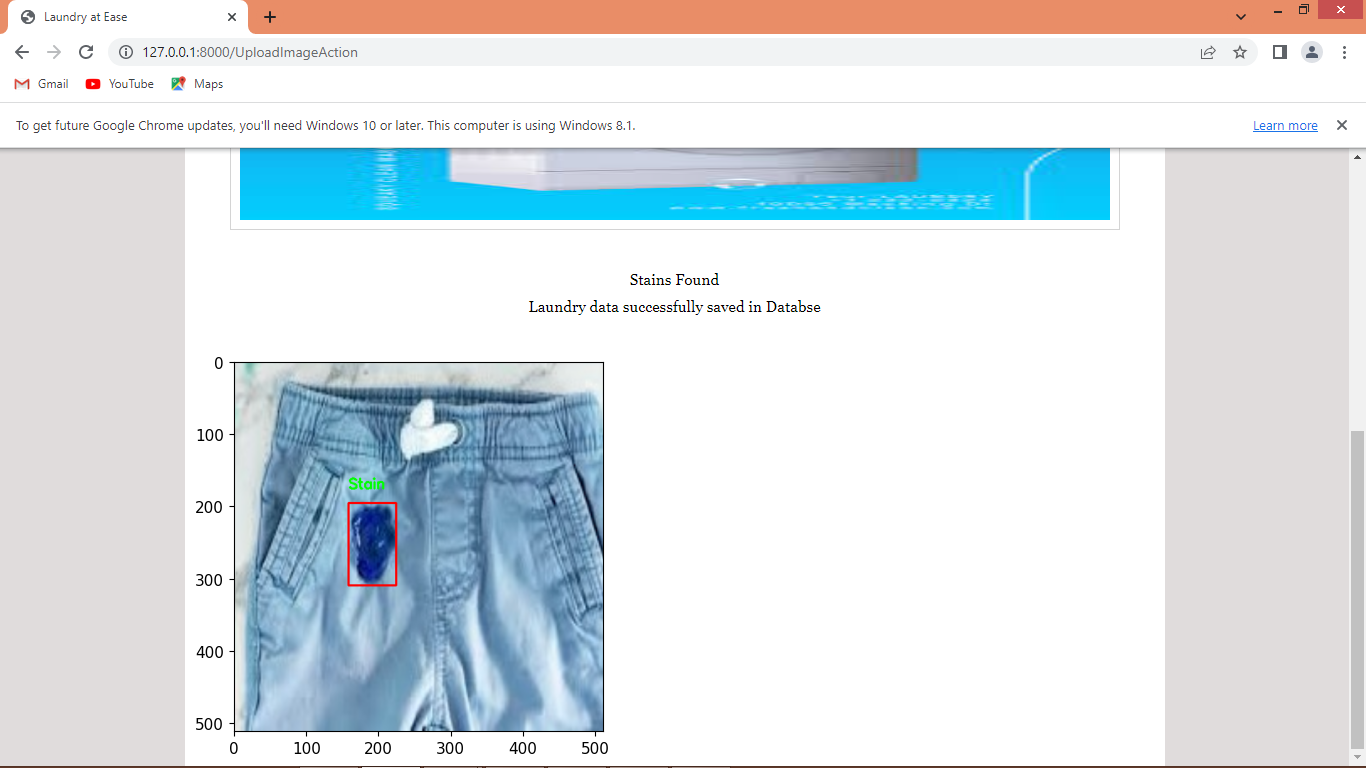 Laundry at Ease
127.0.0.1:8000/UploadImageAction
Gmail YouTube Maps
To get future Google Chrome updates, you'll need Windows 10 or later. This computer is using Windows 8.1. Learn more
Stains Found
Laundry data successfully saved in Databse
0
100
Stain
200
300
400
500
0 100 200 300 400 500